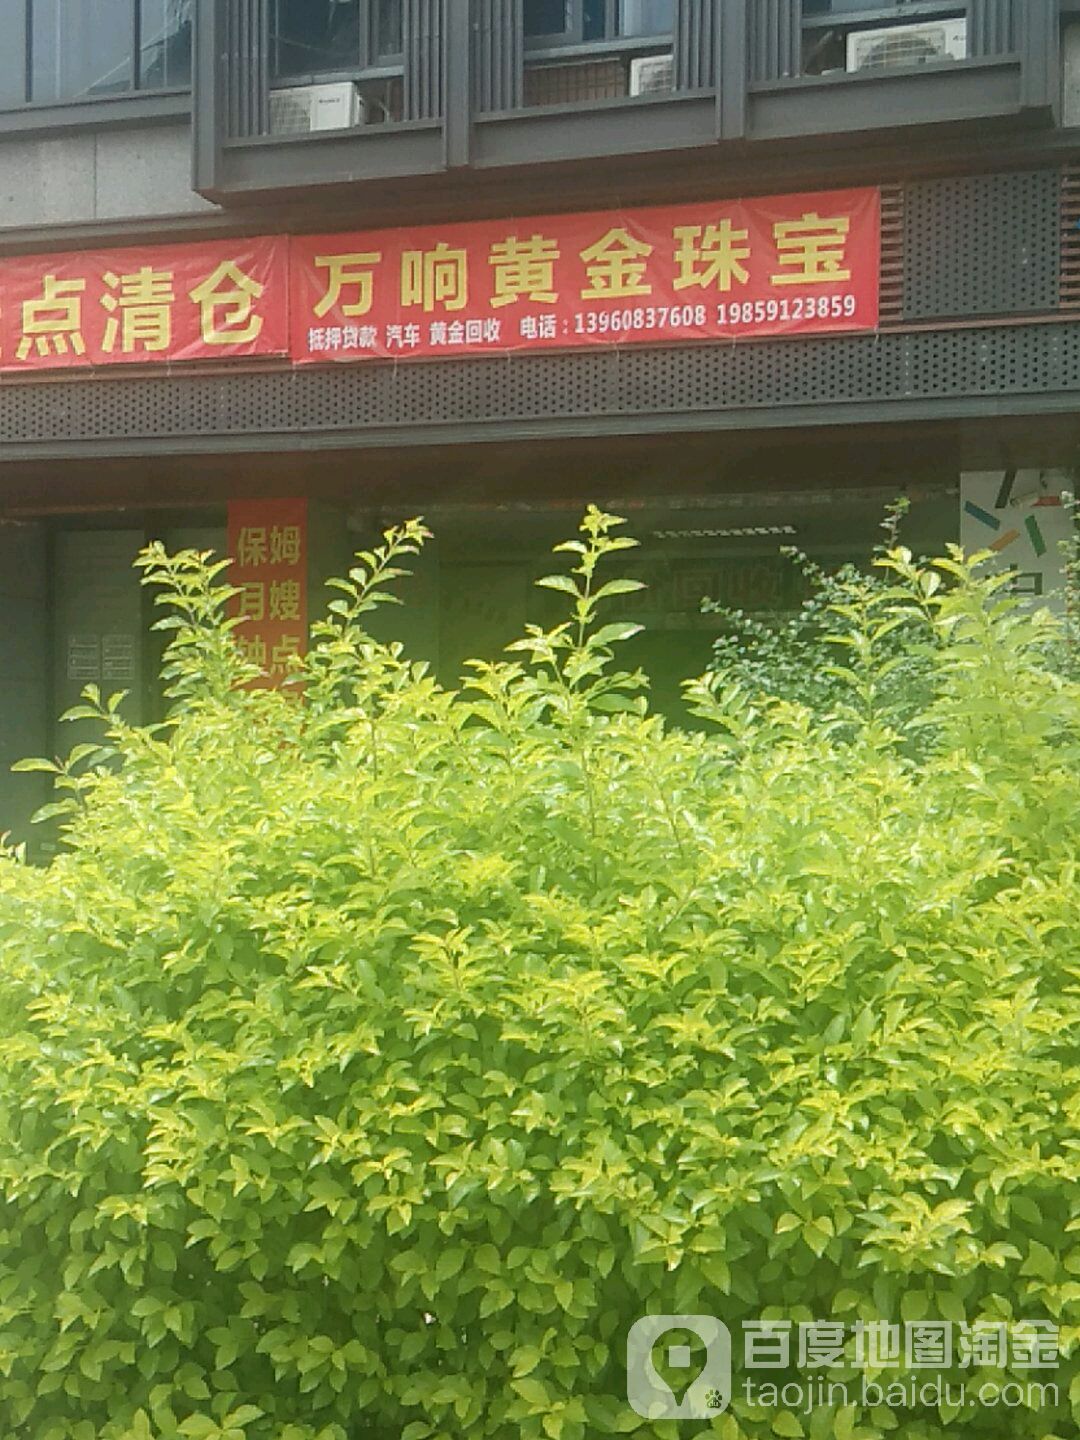 点清仓
万响黄金珠宝
抵押贷款 汽车 黄金回收 电话：13960837608 19859123859
保姆
月嫂
钟点
回收
百度地图淘金
taojin.baidu.com